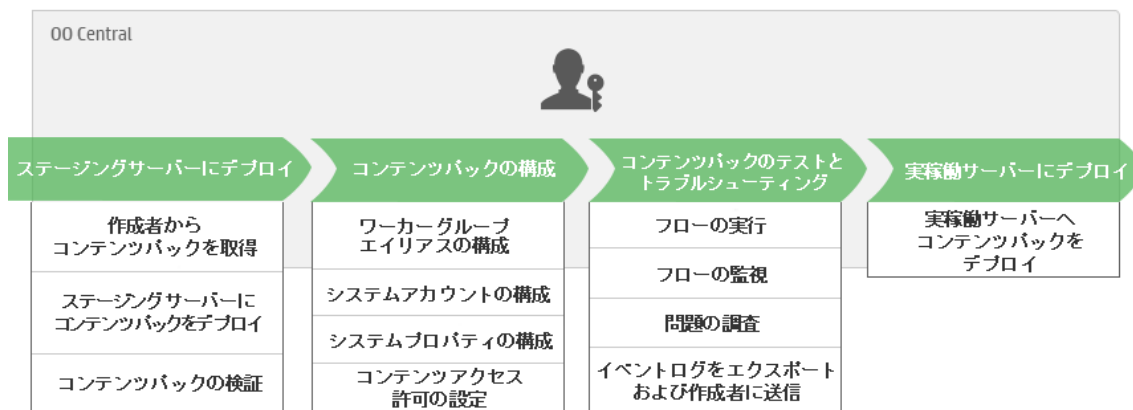 OO Central
ステージングサーバーにデプロイ
作成者から
コンテンツパックを取得
ステージングサーバーに
コンテンツパックをデプロイ
コンテンツパックの検証
コンテンツパックの構成
ワーカーグループ
エイリアスの構成
システムアカウントの構成
システムプロパティの構成
コンテンツアクセス
許可の設定
コンテンツパックのテストと
トラブルシューティング
フローの実行
フローの監視
問題の調査
イベントログをエクスポート
および作成者に送信
実稼働サーバーにデプロイ
実稼働サーバーへ
コンテンツパックを
デプロイ